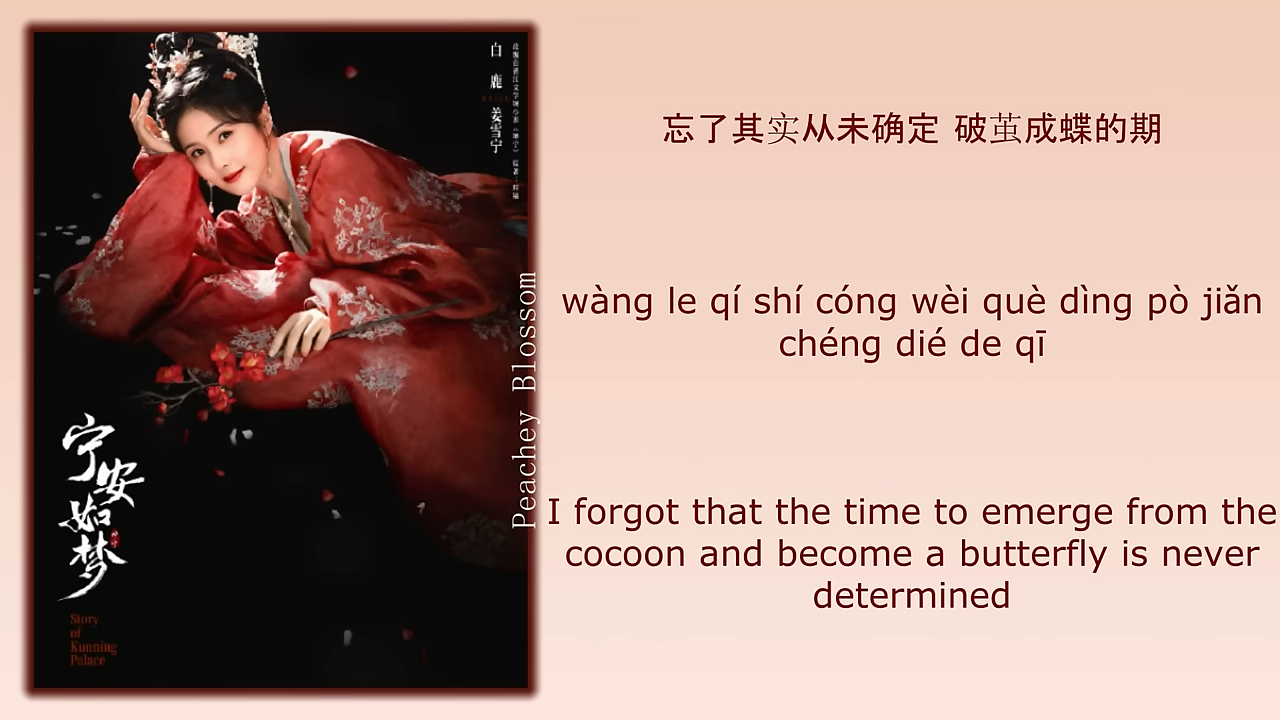 白鹿
姜雪宁
宁安如梦
Story
of
Kunning
Palace
Peachey Blossom
忘了其实从未确定 破茧成蝶的期
wàng le qí shí cóng wèi què dìng pò jiǎn
chéng dié de qī
I forgot that the time to emerge from the
cocoon and become a butterfly is never
determined